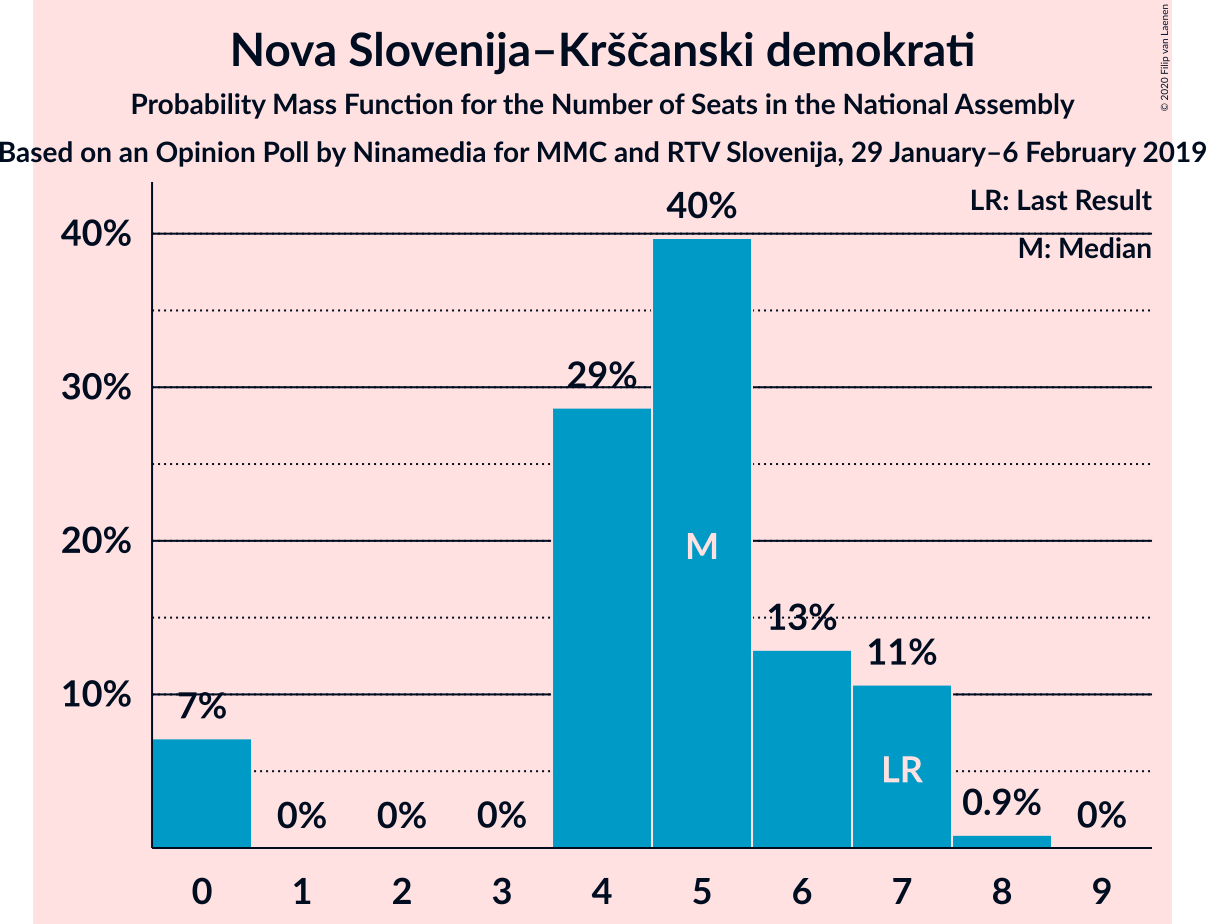 Nova Slovenija–Krščanski demokrati
Probability Mass Function for the Number of Seats in the National Assembly
Based on an Opinion Poll by Ninamedia for MMC and RTV Slovenija, 29 January–6 February 2019
© 2020 Filip van Laenen
LR: Last Result
M: Median
40%
30%
20%
10%
7%
0%
0%
0%
29%
40%
13%
11%
0.9%
0%
M
LR
0 1 2 3 4 5 6 7 8 9